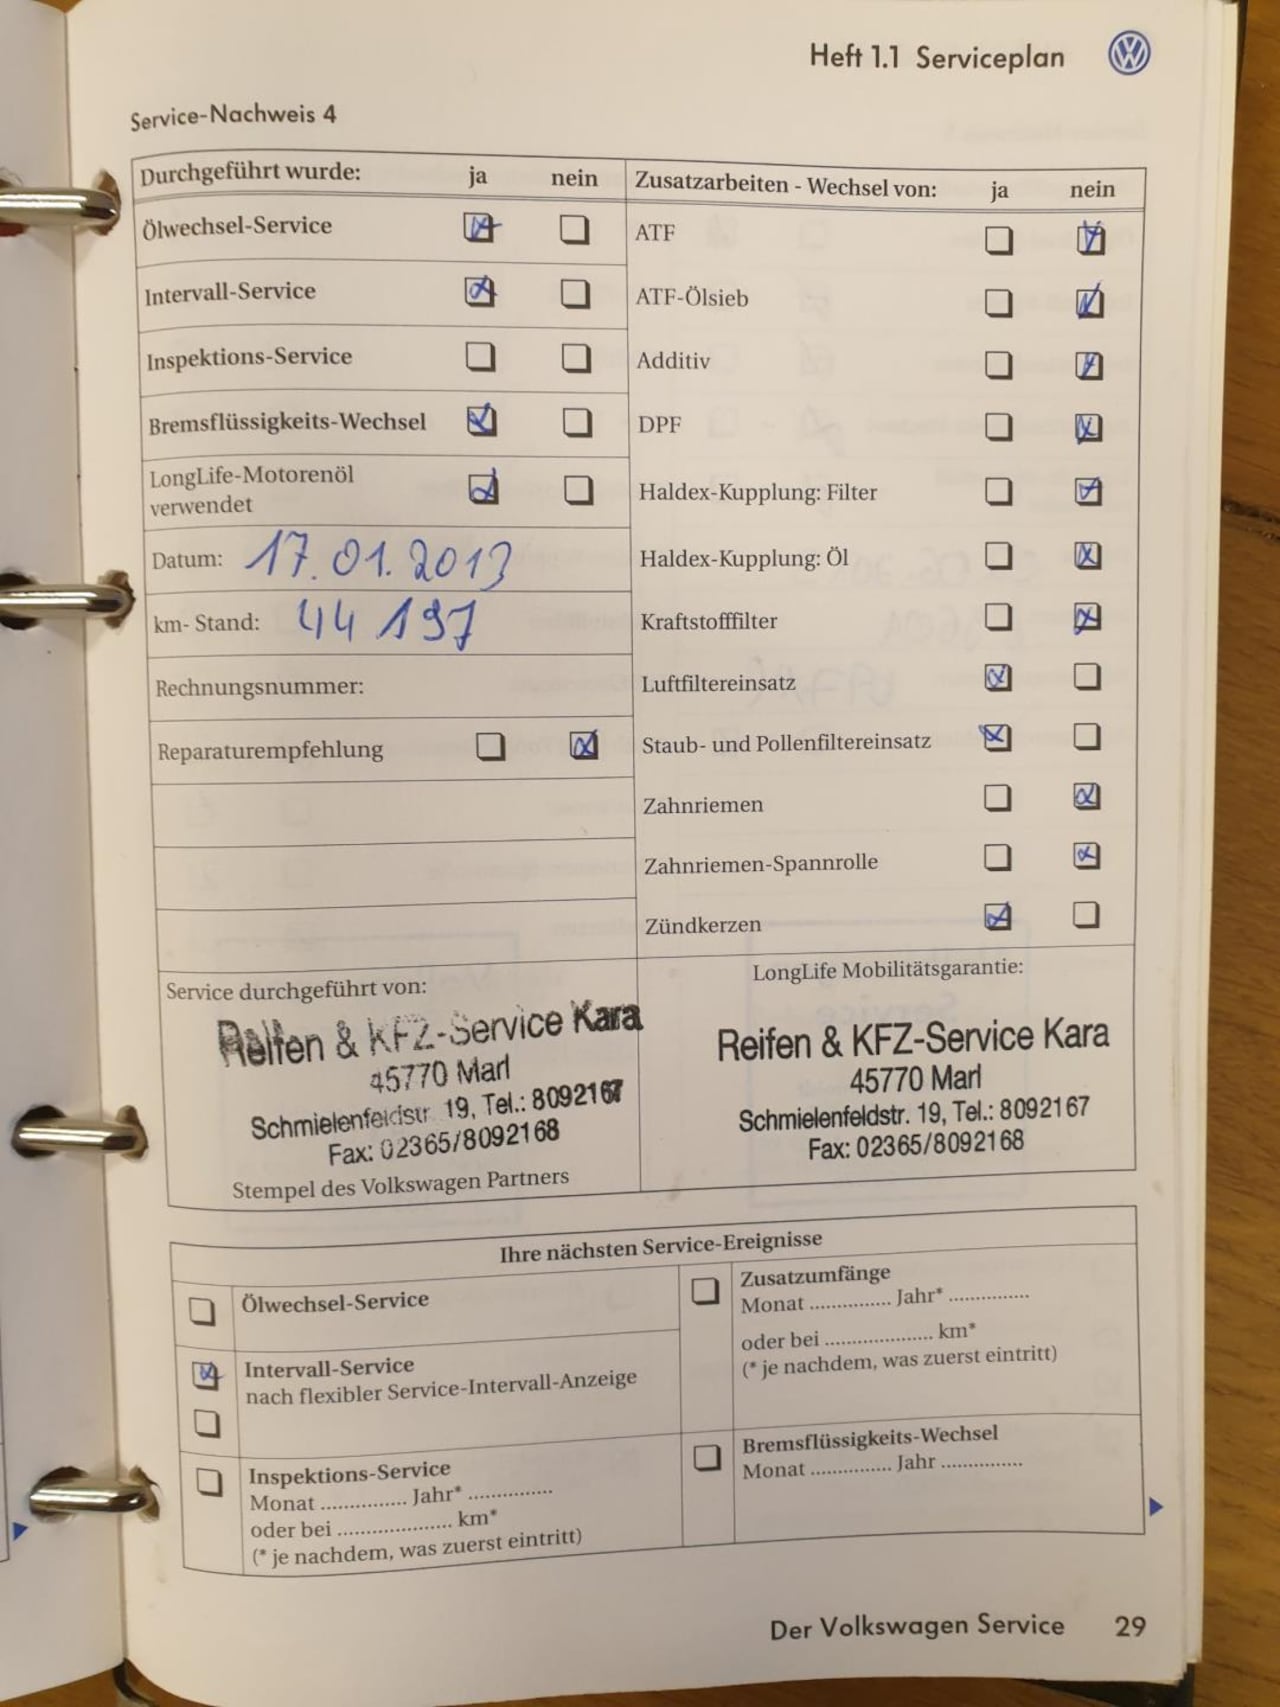 Heft 1.1 Serviceplan
Service-Nachweis 4
Durchgeführt wurde: ja nein
Ölwechsel-Service
Intervall-Service
Inspektions-Service
Bremsflüssigkeits-Wechsel
LongLife-Motorenöl
verwendet
Datum: 17.01.2013
km- Stand: 44 197
Rechnungsnummer:
Reparaturempfehlung
Zusatzarbeiten - Wechsel von: ja nein
ATF
ATF-Ölsieb
Additiv
DPF
Haldex-Kupplung: Filter
Haldex-Kupplung: Öl
Kraftstofffilter
Luftfiltereinsatz
Staub- und Pollenfiltereinsatz
Zahnriemen
Zahnriemen-Spannrolle
Zündkerzen
Service durchgeführt von:
Reifen & KFZ-Service Kara
45770 Marl
Schmielenfeldstr. 19, Tel.: 8092167
Fax: 02365/8092168
Stempel des Volkswagen Partners
LongLife Mobilitätsgarantie:
Reifen & KFZ-Service Kara
45770 Marl
Schmielenfeldstr. 19, Tel.: 8092167
Fax: 02365/8092168
Ihre nächsten Service-Ereignisse
Ölwechsel-Service
Intervall-Service
nach flexibler Service-Intervall-Anzeige
Inspektions-Service
Monat ............... Jahr* ...............
oder bei .................... km*
(* je nachdem, was zuerst eintritt)
Zusatzumfänge
Monat ............... Jahr* ...............
oder bei .................... km*
(* je nachdem, was zuerst eintritt)
Bremsflüssigkeits-Wechsel
Monat ............... Jahr ...............
Der Volkswagen Service 29